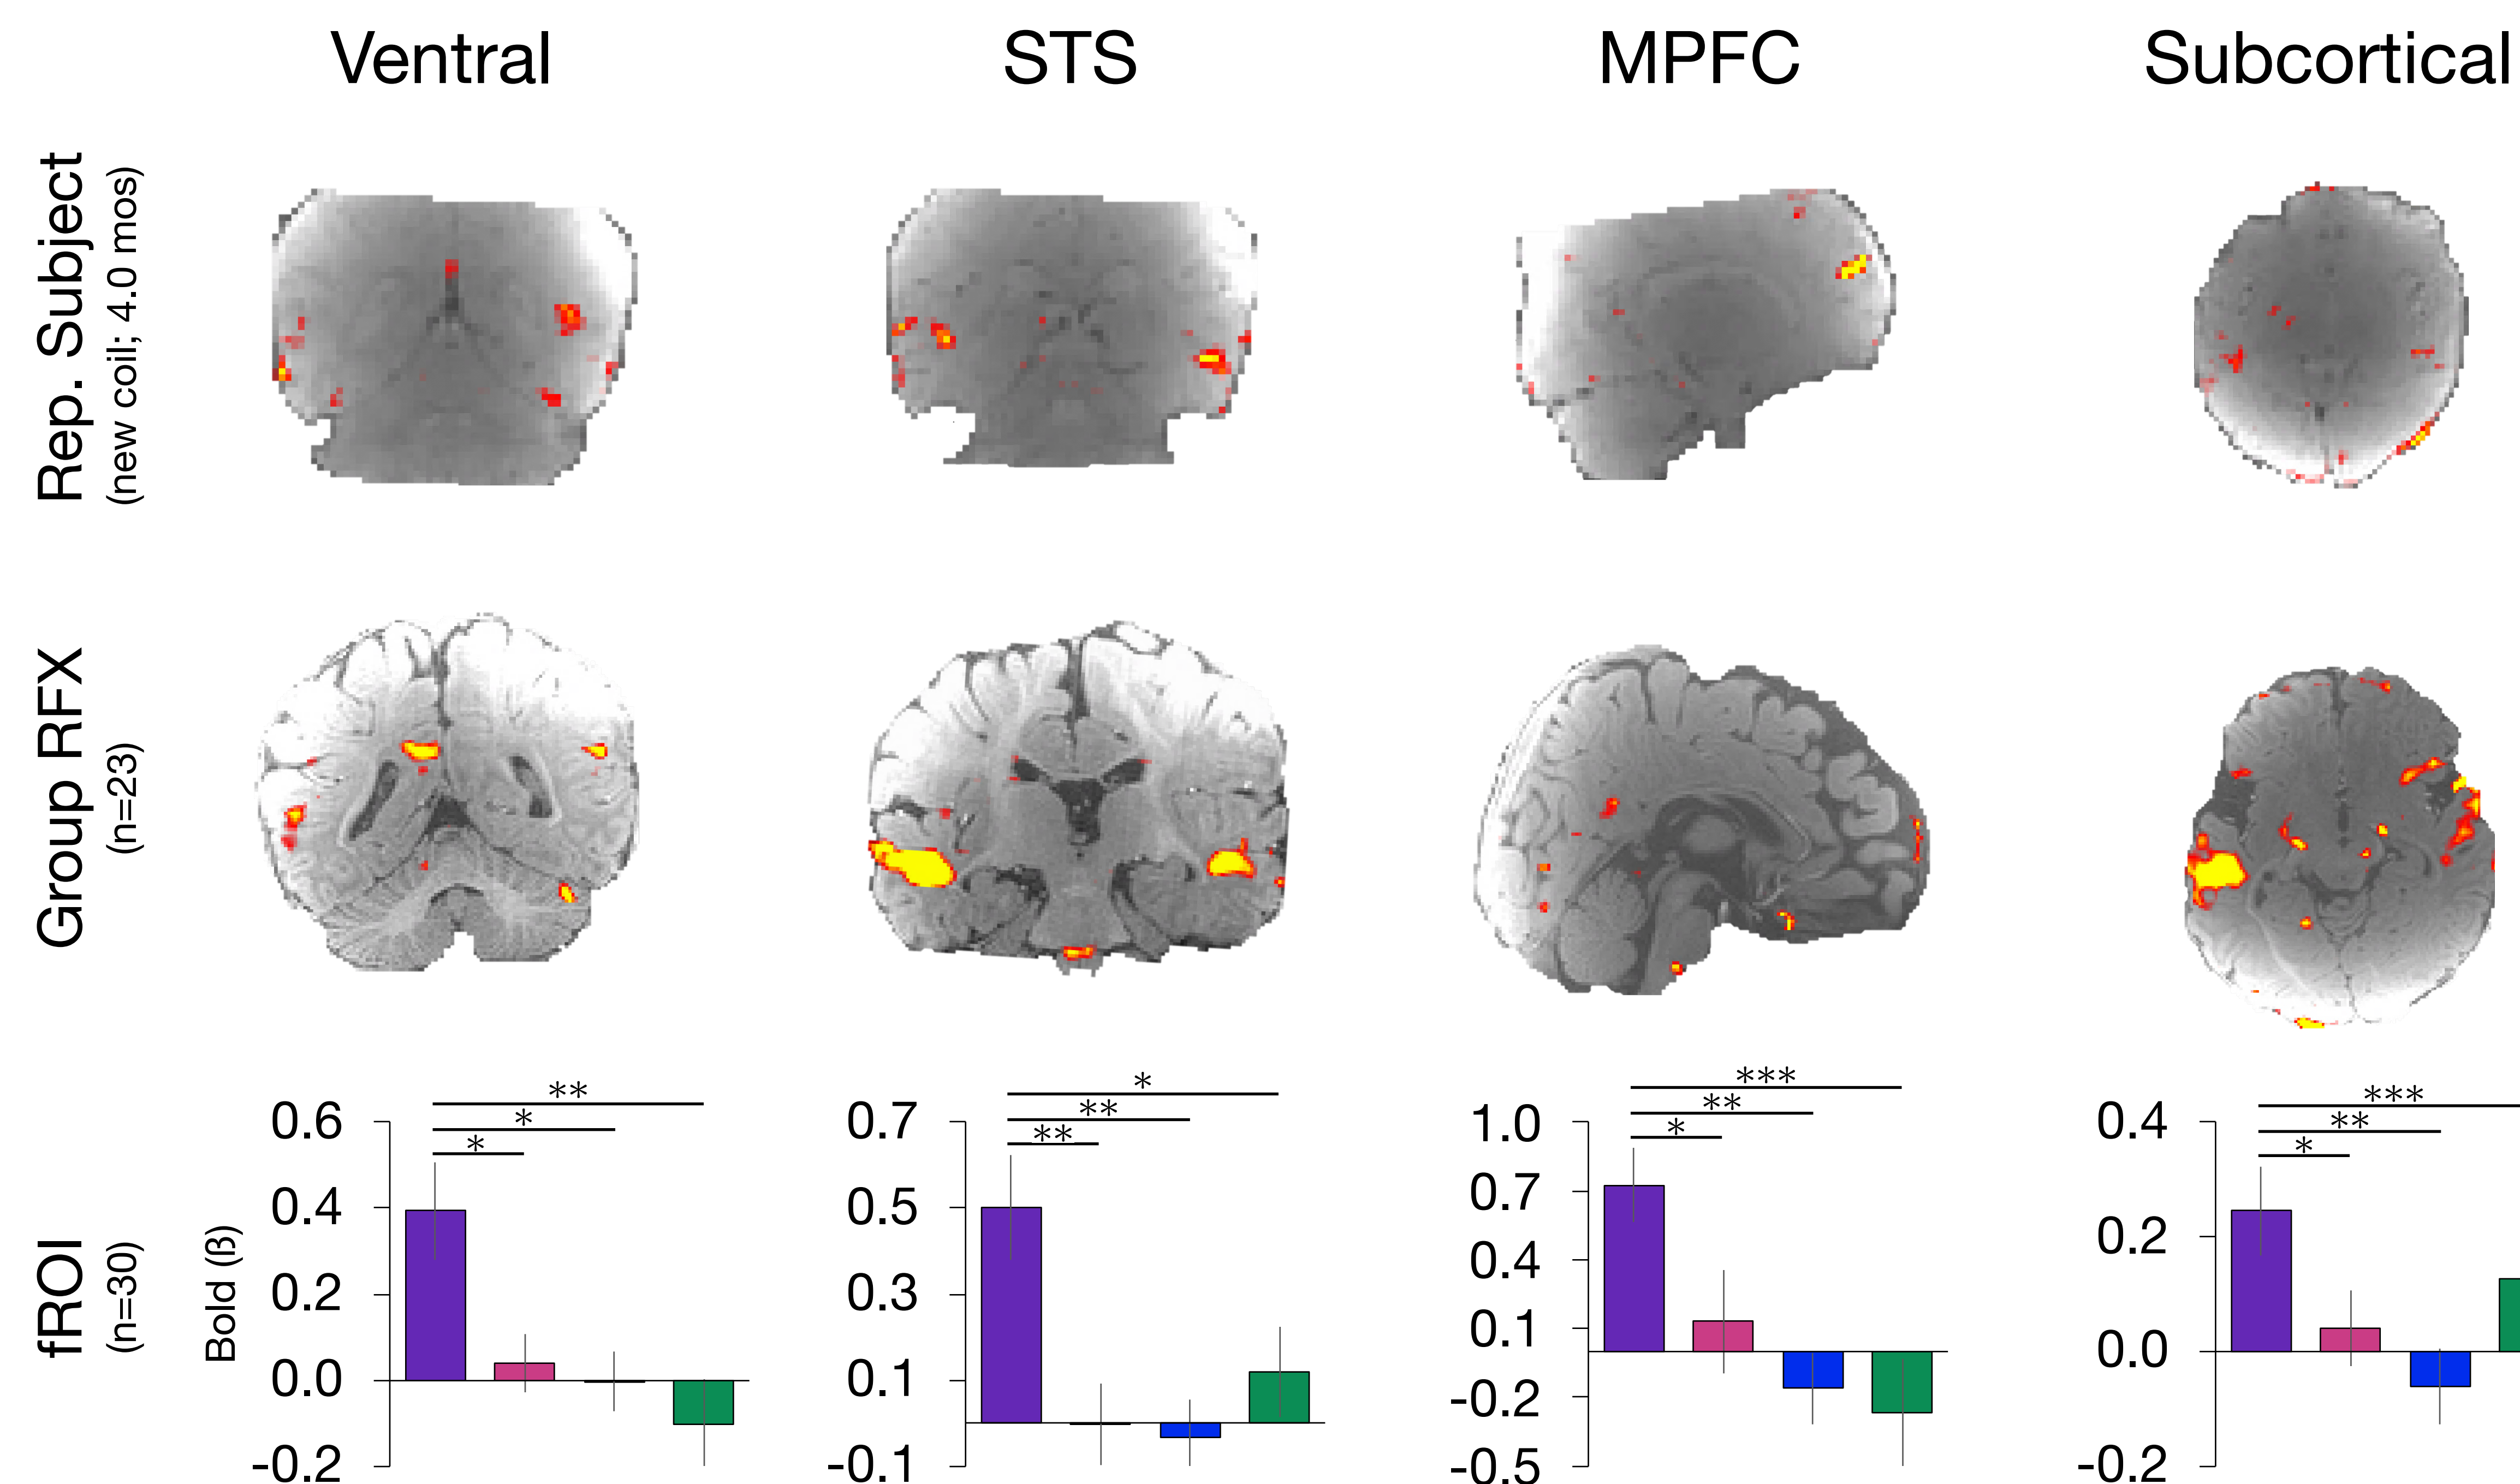 Ventral
STS
MPFC
Subcortical
Rep. Subject
(new coil; 4.0 mos)
Group RFX
(n=23)
fROI
(n=30)
Bold (ß)
**
*
*
0.6
0.4
0.2
0.0
-0.2
*
**
**
0.7
0.5
0.3
0.1
-0.1
***
**
*
1.0
0.7
0.4
0.1
-0.2
-0.5
***
**
*
0.4
0.2
0.0
-0.2